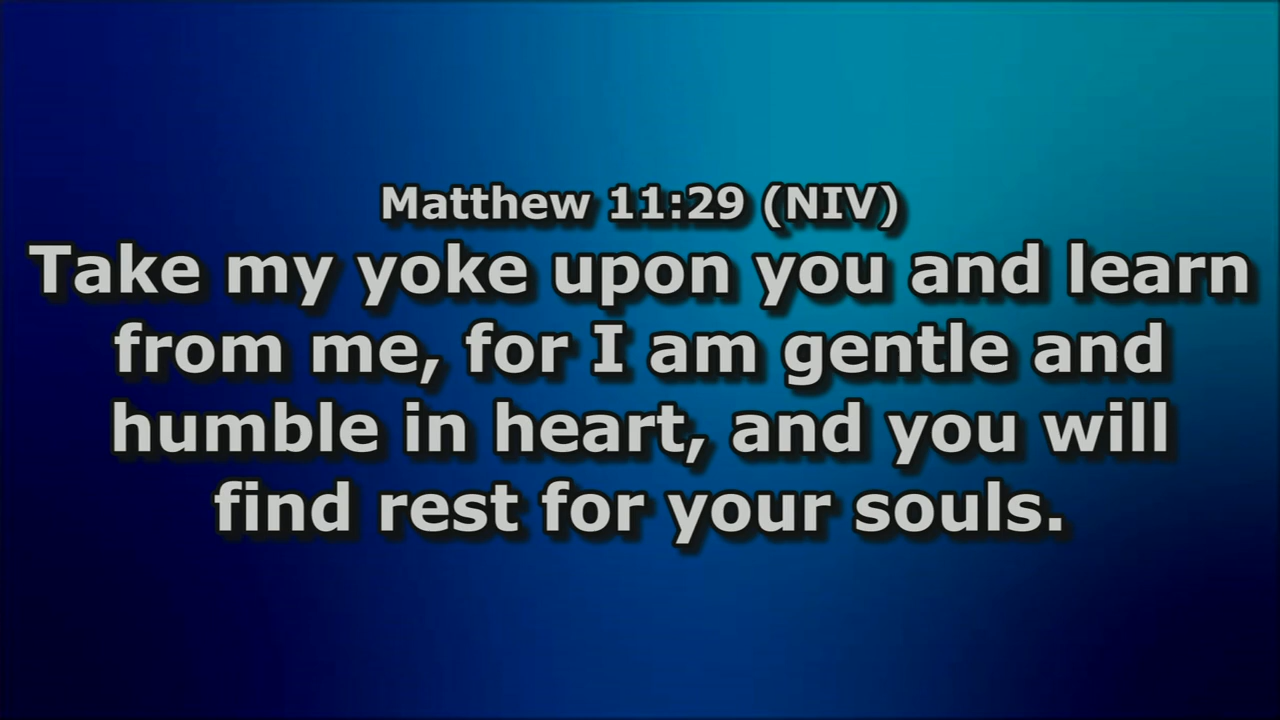 Matthew 11:29 (NIV)
Take my yoke upon you and learn
from me, for I am gentle and
humble in heart, and you will
find rest for your souls.